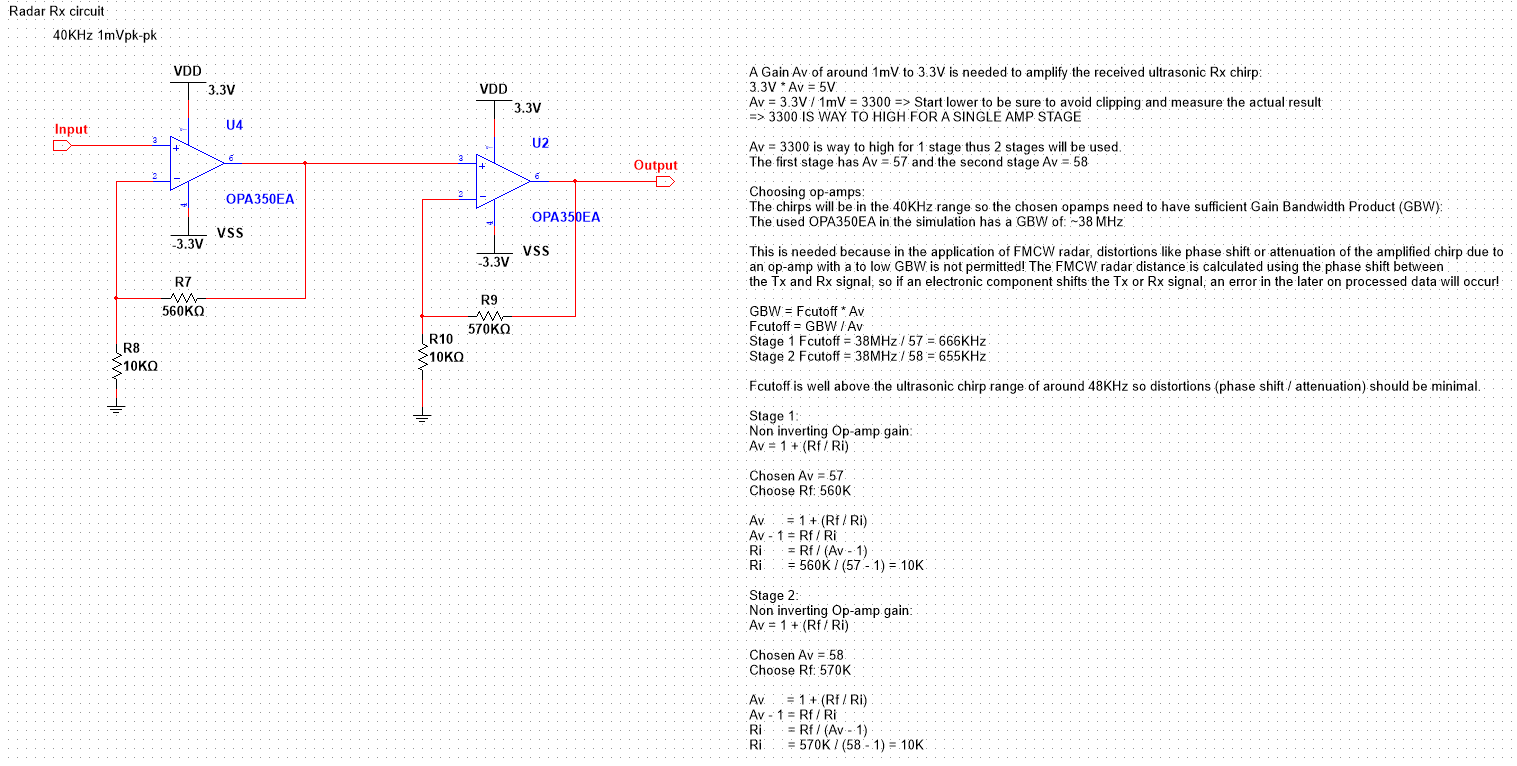 Radar Rx circuit
40KHz 1mVpk-pk
VDD
3.3V
U4
Input
3
2
7
6
4
OPA350EA
VSS
-3.3V
R7
560KΩ
R8
10KΩ
VDD
3.3V
U2
3
2
7
6
4
Output
OPA350EA
VSS
-3.3V
R9
570KΩ
R10
10KΩ
A Gain Av of around 1mV to 3.3V is needed to amplify the received ultrasonic Rx chirp:
3.3V * Av = 5V
Av = 3.3V / 1mV = 3300 => Start lower to be sure to avoid clipping and measure the actual result
=> 3300 IS WAY TO HIGH FOR A SINGLE AMP STAGE
Av = 3300 is way to high for 1 stage thus 2 stages will be used.
The first stage has Av = 57 and the second stage Av = 58
Choosing op-amps:
The chirps will be in the 40KHz range so the chosen opamps need to have sufficient Gain Bandwidth Product (GBW):
The used OPA350EA in the simulation has a GBW of: ~38 MHz
This is needed because in the application of FMCW radar, distortions like phase shift or attenuation of the amplified chirp due to
an op-amp with a to low GBW is not permitted! The FMCW radar distance is calculated using the phase shift between
the Tx and Rx signal, so if an electronic component shifts the Tx or Rx signal, an error in the later on processed data will occur!
GBW = Fcutoff * Av
Fcutoff = GBW / Av
Stage 1 Fcutoff = 38MHz / 57 = 666KHz
Stage 2 Fcutoff = 38MHz / 58 = 655KHz
Fcutoff is well above the ultrasonic chirp range of around 48KHz so distortions (phase shift / attenuation) should be minimal.
Stage 1:
Non inverting Op-amp gain:
Av = 1 + (Rf / Ri)
Chosen Av = 57
Choose Rf: 560K
Av = 1 + (Rf / Ri)
Av - 1 = Rf / Ri
Ri = Rf / (Av - 1)
Ri = 560K / (57 - 1) = 10K
Stage 2:
Non inverting Op-amp gain:
Av = 1 + (Rf / Ri)
Chosen Av = 58
Choose Rf: 570K
Av = 1 + (Rf / Ri)
Av - 1 = Rf / Ri
Ri = Rf / (Av - 1)
Ri = 570K / (58 - 1) = 10K